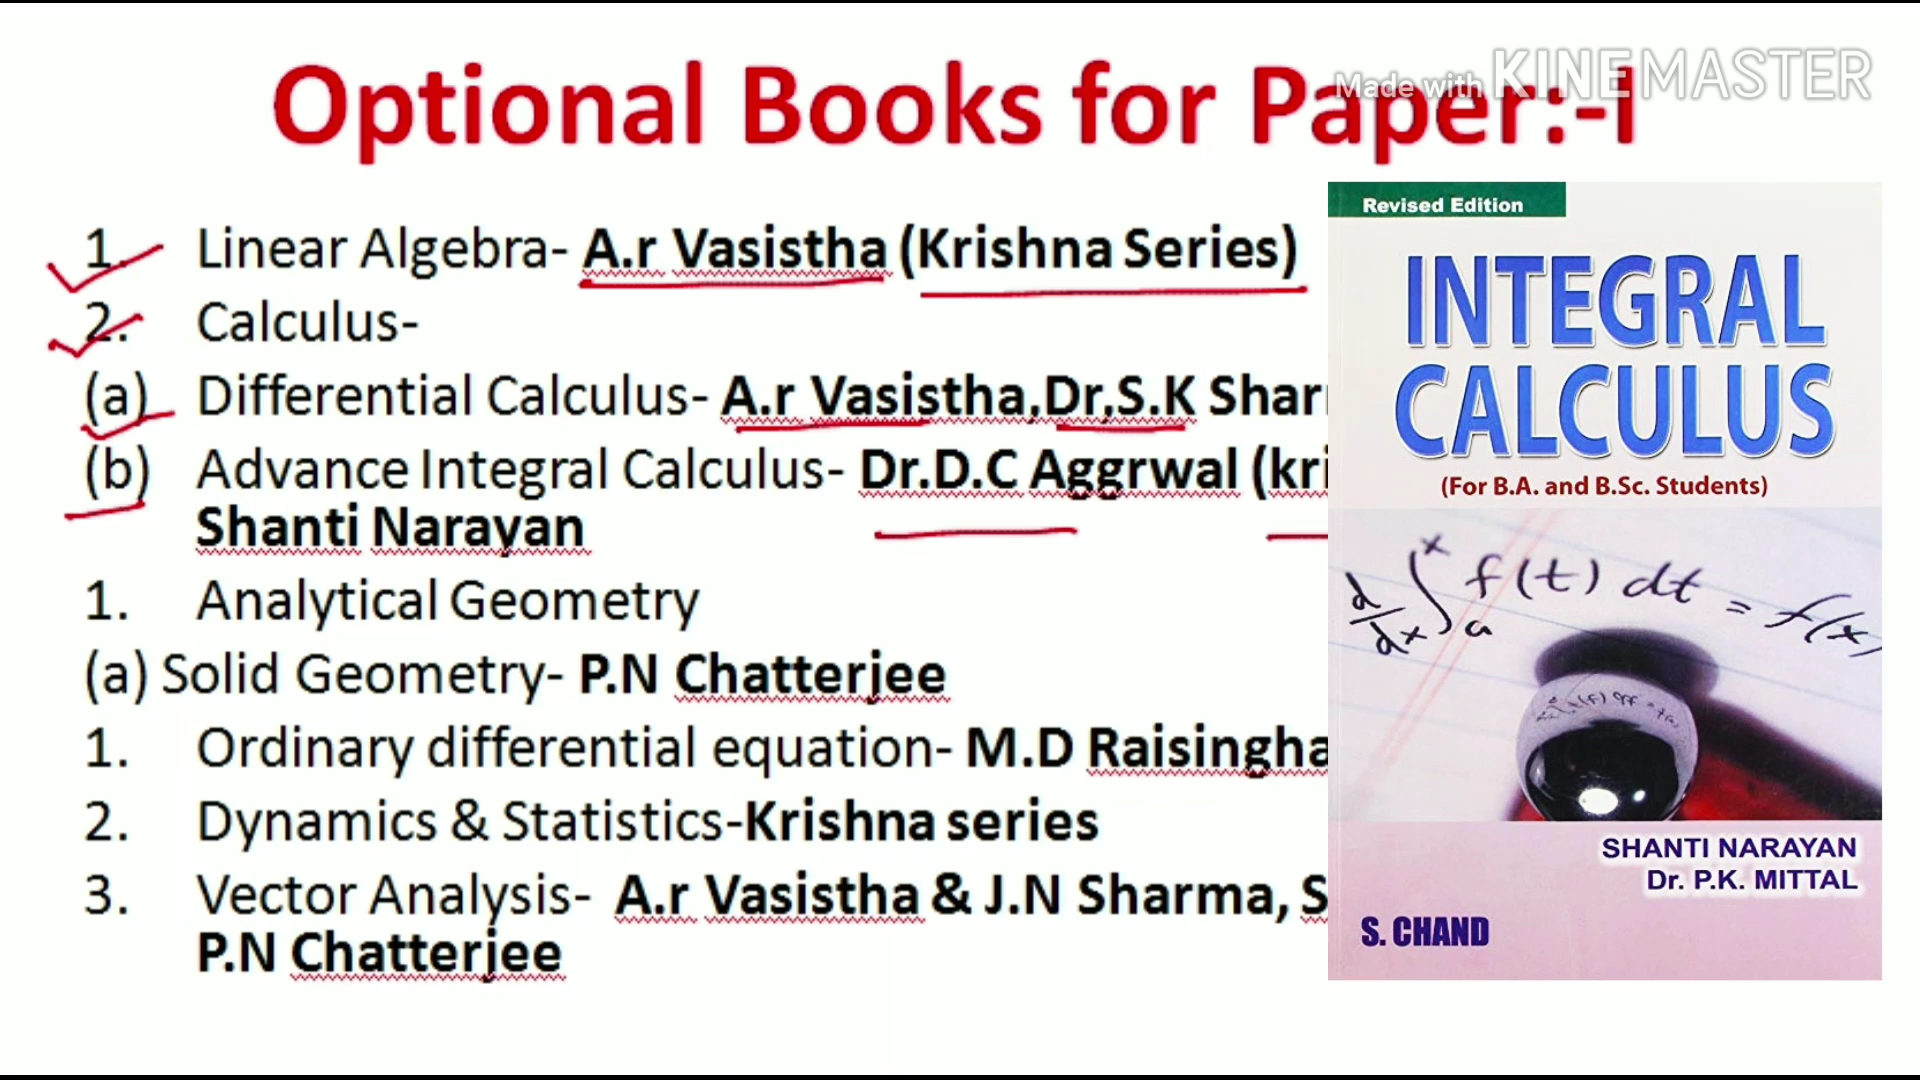 Optional Books for Paper:-I
Made with KINEMASTER
1. Linear Algebra- A.r Vasistha (Krishna Series)
2. Calculus-
(a) Differential Calculus- A.r Vasistha,Dr,S.K
(b) Advance Integral Calculus- Dr.D.C Aggrwal
Shanti Narayan
1. Analytical Geometry
(a) Solid Geometry- P.N Chatterjee
1. Ordinary differential equation- M.D
2. Dynamics & Statistics-Krishna series
3. Vector Analysis- A.r Vasistha & J.N Sharma,
P.N Chatterjee
Revised Edition
INTEGRAL
CALCULUS
(For B.A. and B.Sc. Students)
d/dx ∫ₐˣ f(t) dt = f(x)
SHANTI NARAYAN
Dr. P.K. MITTAL
S. CHAND